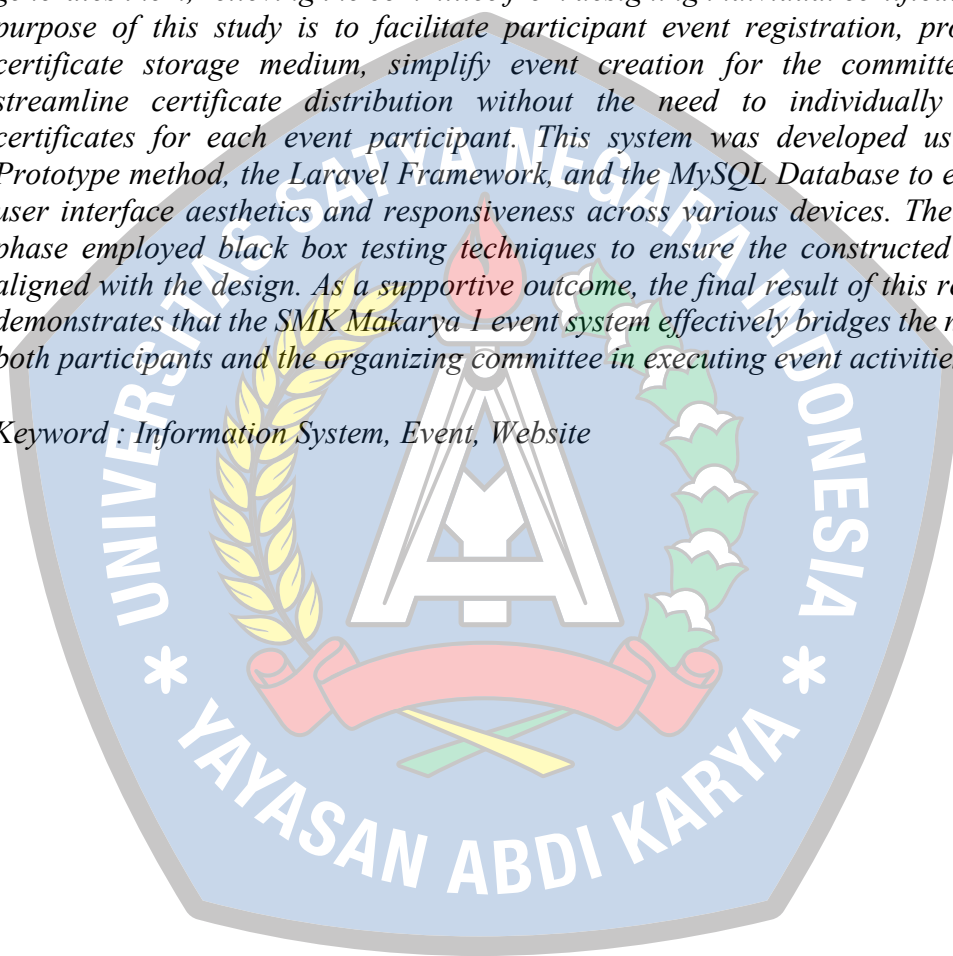 purpose of this study is to facilitate participant event registration, pro
certificate storage medium, simplify event creation for the committe
streamline certificate distribution without the need to individually
certificates for each event participant. This system was developed us
Prototype method, the Laravel Framework, and the MySQL Database to e
user interface aesthetics and responsiveness across various devices. The
phase employed black box testing techniques to ensure the constructed
aligned with the design. As a supportive outcome, the final result of this re
demonstrates that the SMK Makarya 1 event system effectively bridges the n
both participants and the organizing committee in executing event activitie
Keyword : Information System, Event, Website
UNIVERSITAS SATYA NEGARA INDONESIA
* YAYASAN ABDI KARYA *